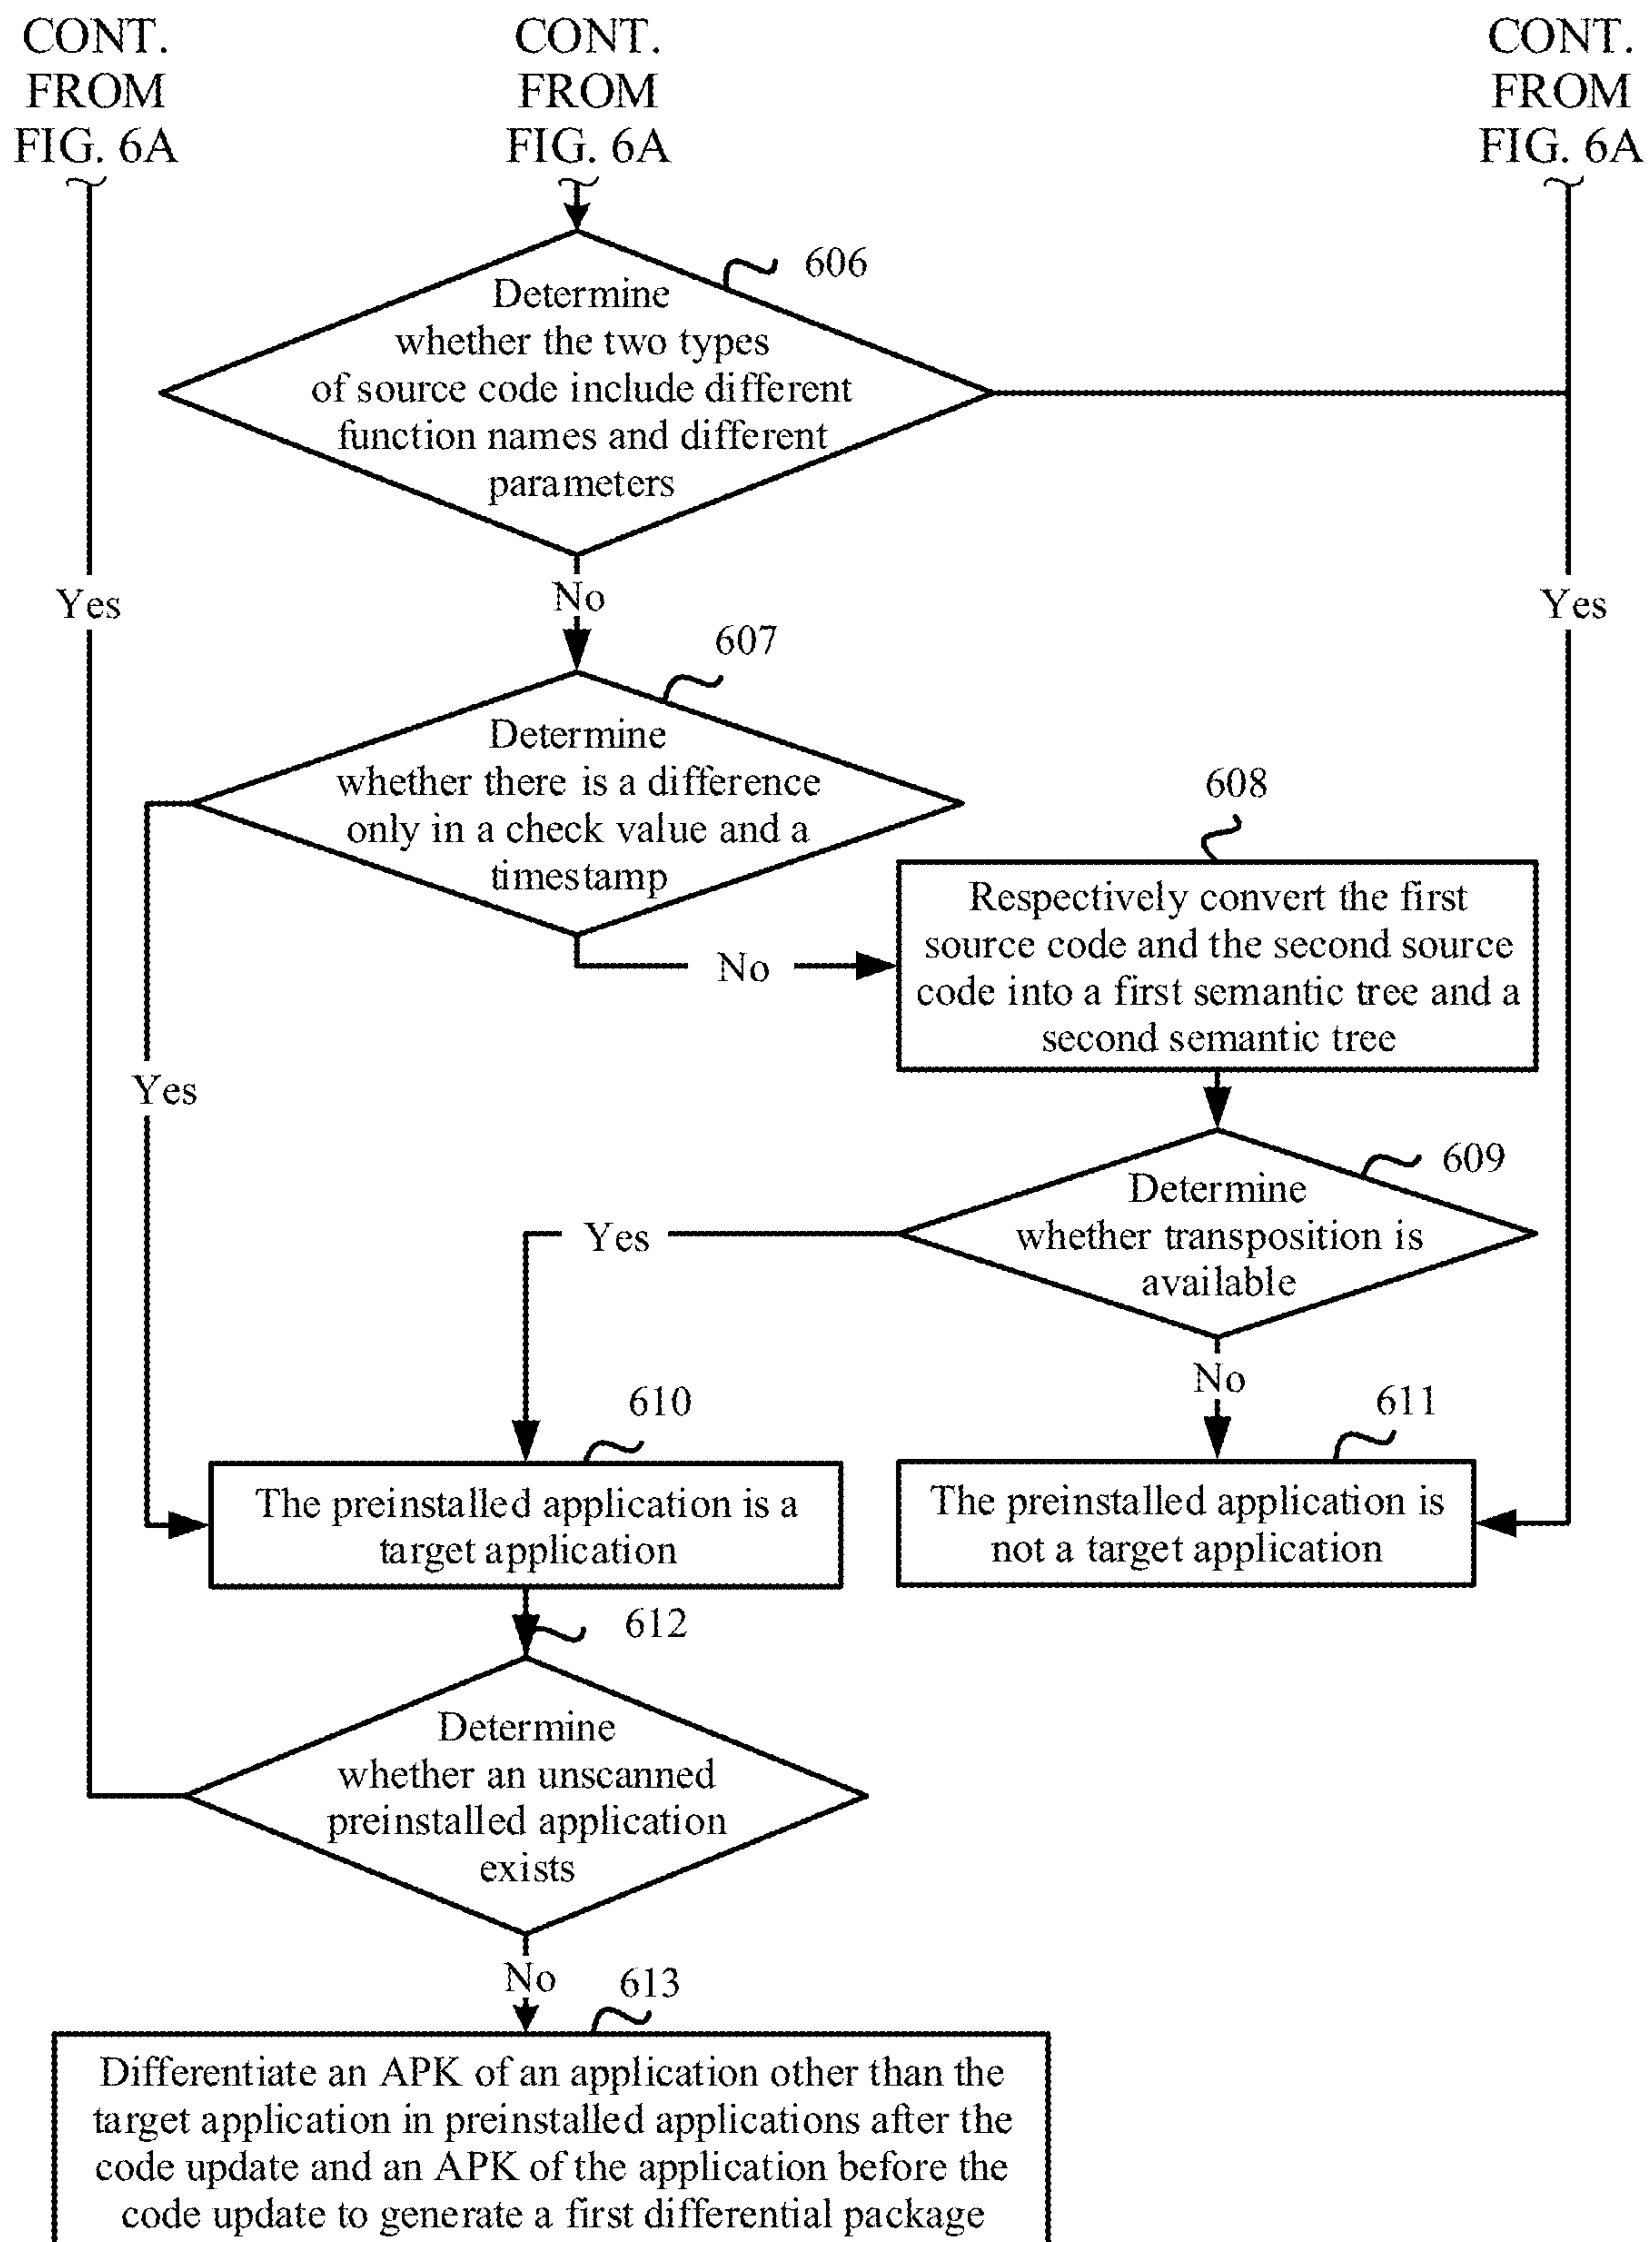 CONT.
FROM
FIG. 6A
CONT.
FROM
FIG. 6A
CONT.
FROM
FIG. 6A
606
Determine
whether the two types
of source code include different
function names and different
parameters
Yes
No
Yes
607
Determine
whether there is a difference
only in a check value and a
timestamp
608
Respectively convert the first
source code and the second source
code into a first semantic tree and a
second semantic tree
No
Yes
609
Determine
whether transposition is
available
Yes
No
610
The preinstalled application is a
target application
611
The preinstalled application is
not a target application
612
Determine
whether an unscanned
preinstalled application
exists
No
613
Differentiate an APK of an application other than the
target application in preinstalled applications after the
code update and an APK of the application before the
code update to generate a first differential package